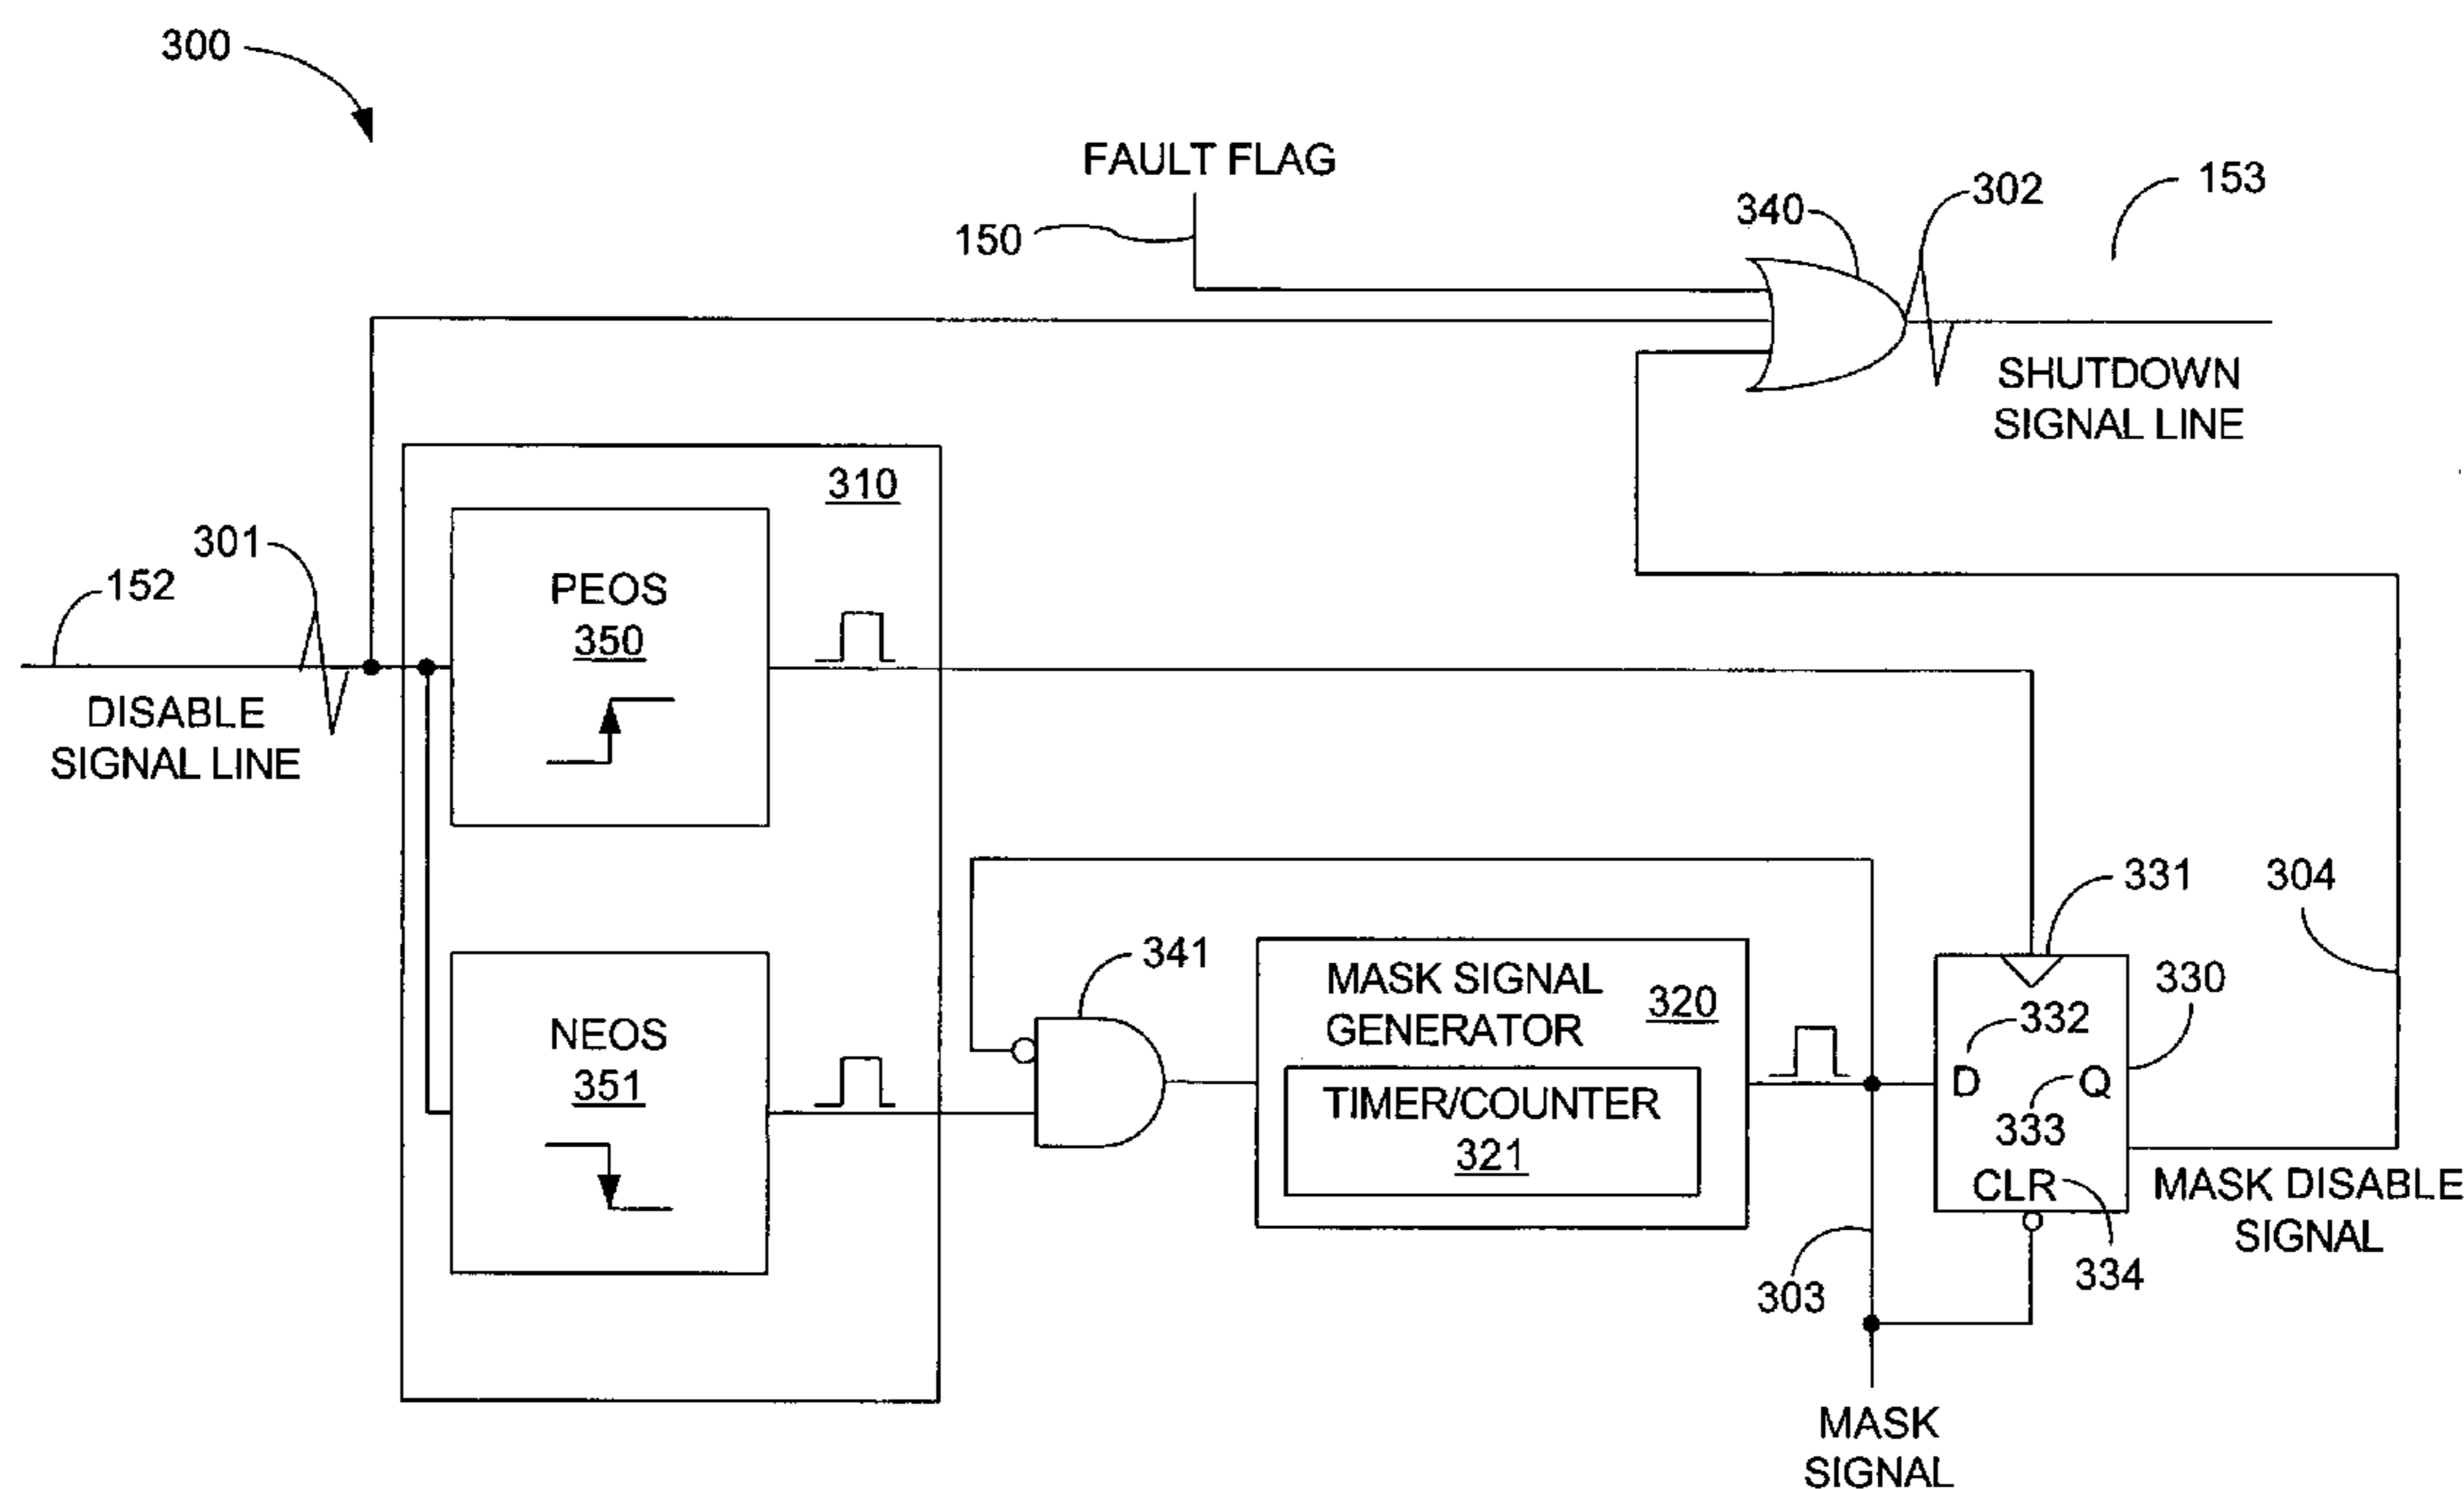 300
FAULT FLAG
150
340
302
153
SHUTDOWN
SIGNAL LINE
310
301
152
DISABLE
SIGNAL LINE
PEOS
350
331
304
341
MASK SIGNAL
GENERATOR
320
330
332
D
Q
333
NEOS
351
TIMER/COUNTER
321
CLR
334
MASK DISABLE
SIGNAL
303
MASK
SIGNAL